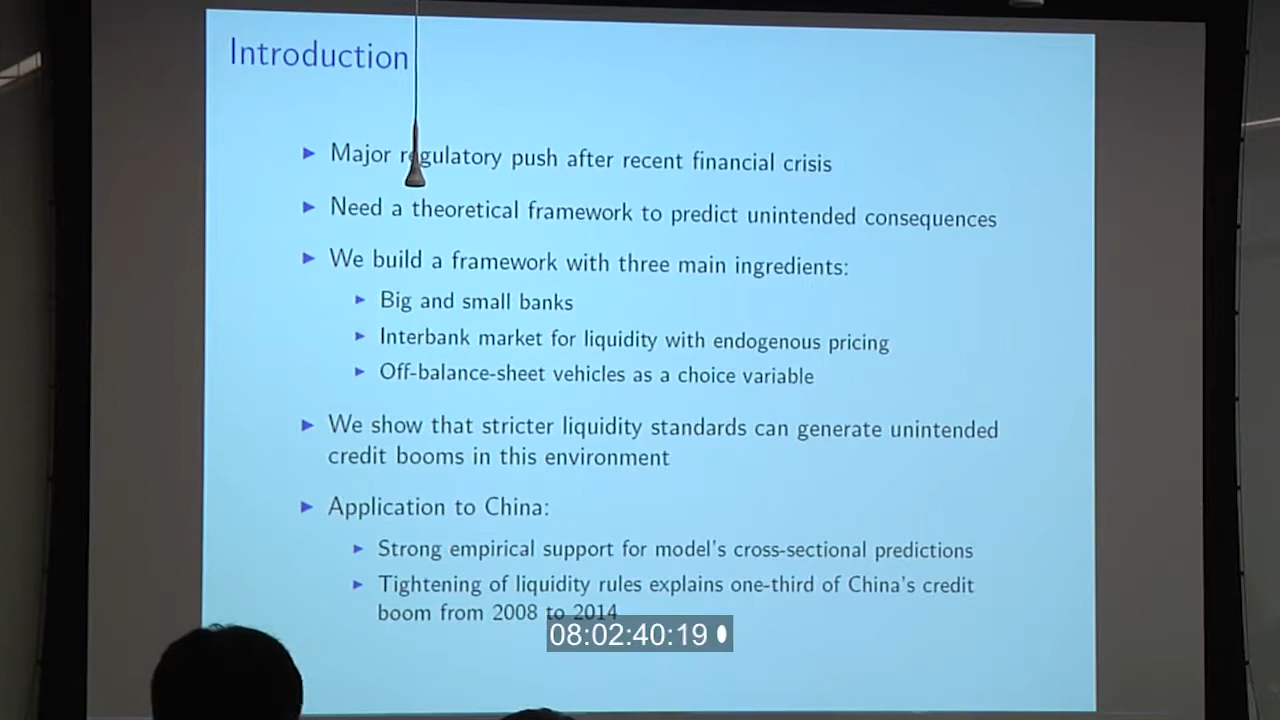 Introduction
Major regulatory push after recent financial crisis
Need a theoretical framework to predict unintended consequences
We build a framework with three main ingredients:
Big and small banks
Interbank market for liquidity with endogenous pricing
Off-balance-sheet vehicles as a choice variable
We show that stricter liquidity standards can generate unintended
credit booms in this environment
Application to China:
Strong empirical support for model's cross-sectional predictions
Tightening of liquidity rules explains one-third of China's credit
boom from 2008 to 2014
08:02:40:19